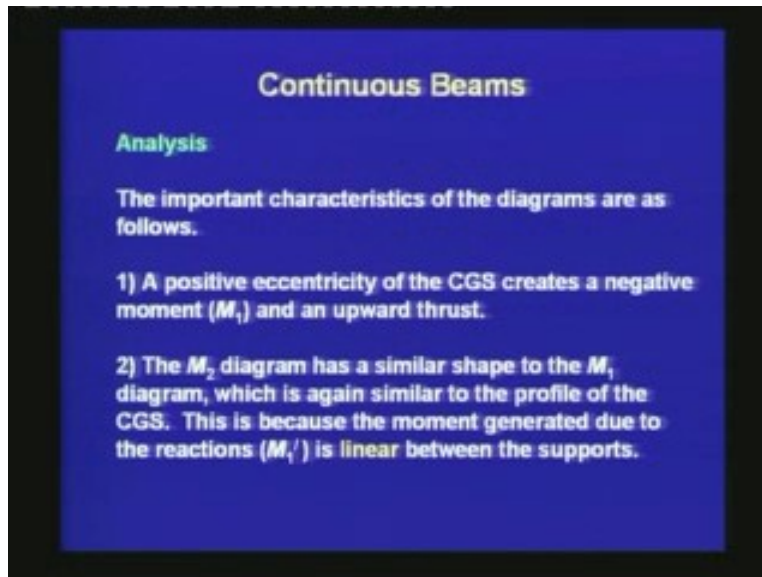 Continuous Beams
Analysis
The important characteristics of the diagrams are as
follows.
1) A positive eccentricity of the CGS creates a negative
moment (M₁) and an upward thrust.
2) The M₂ diagram has a similar shape to the M₁
diagram, which is again similar to the profile of the
CGS. This is because the moment generated due to
the reactions (M₁′) is linear between the supports.